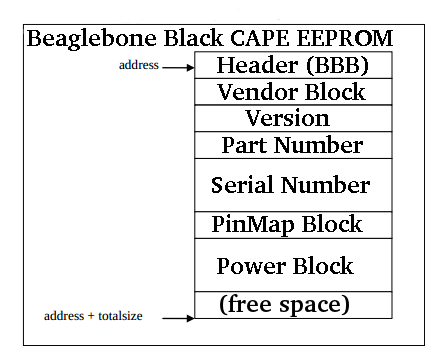 Beaglebone Black CAPE EEPROM
address
Header (BBB)
Vendor Block
Version
Part Number
Serial Number
PinMap Block
Power Block
(free space)
address + totalsize